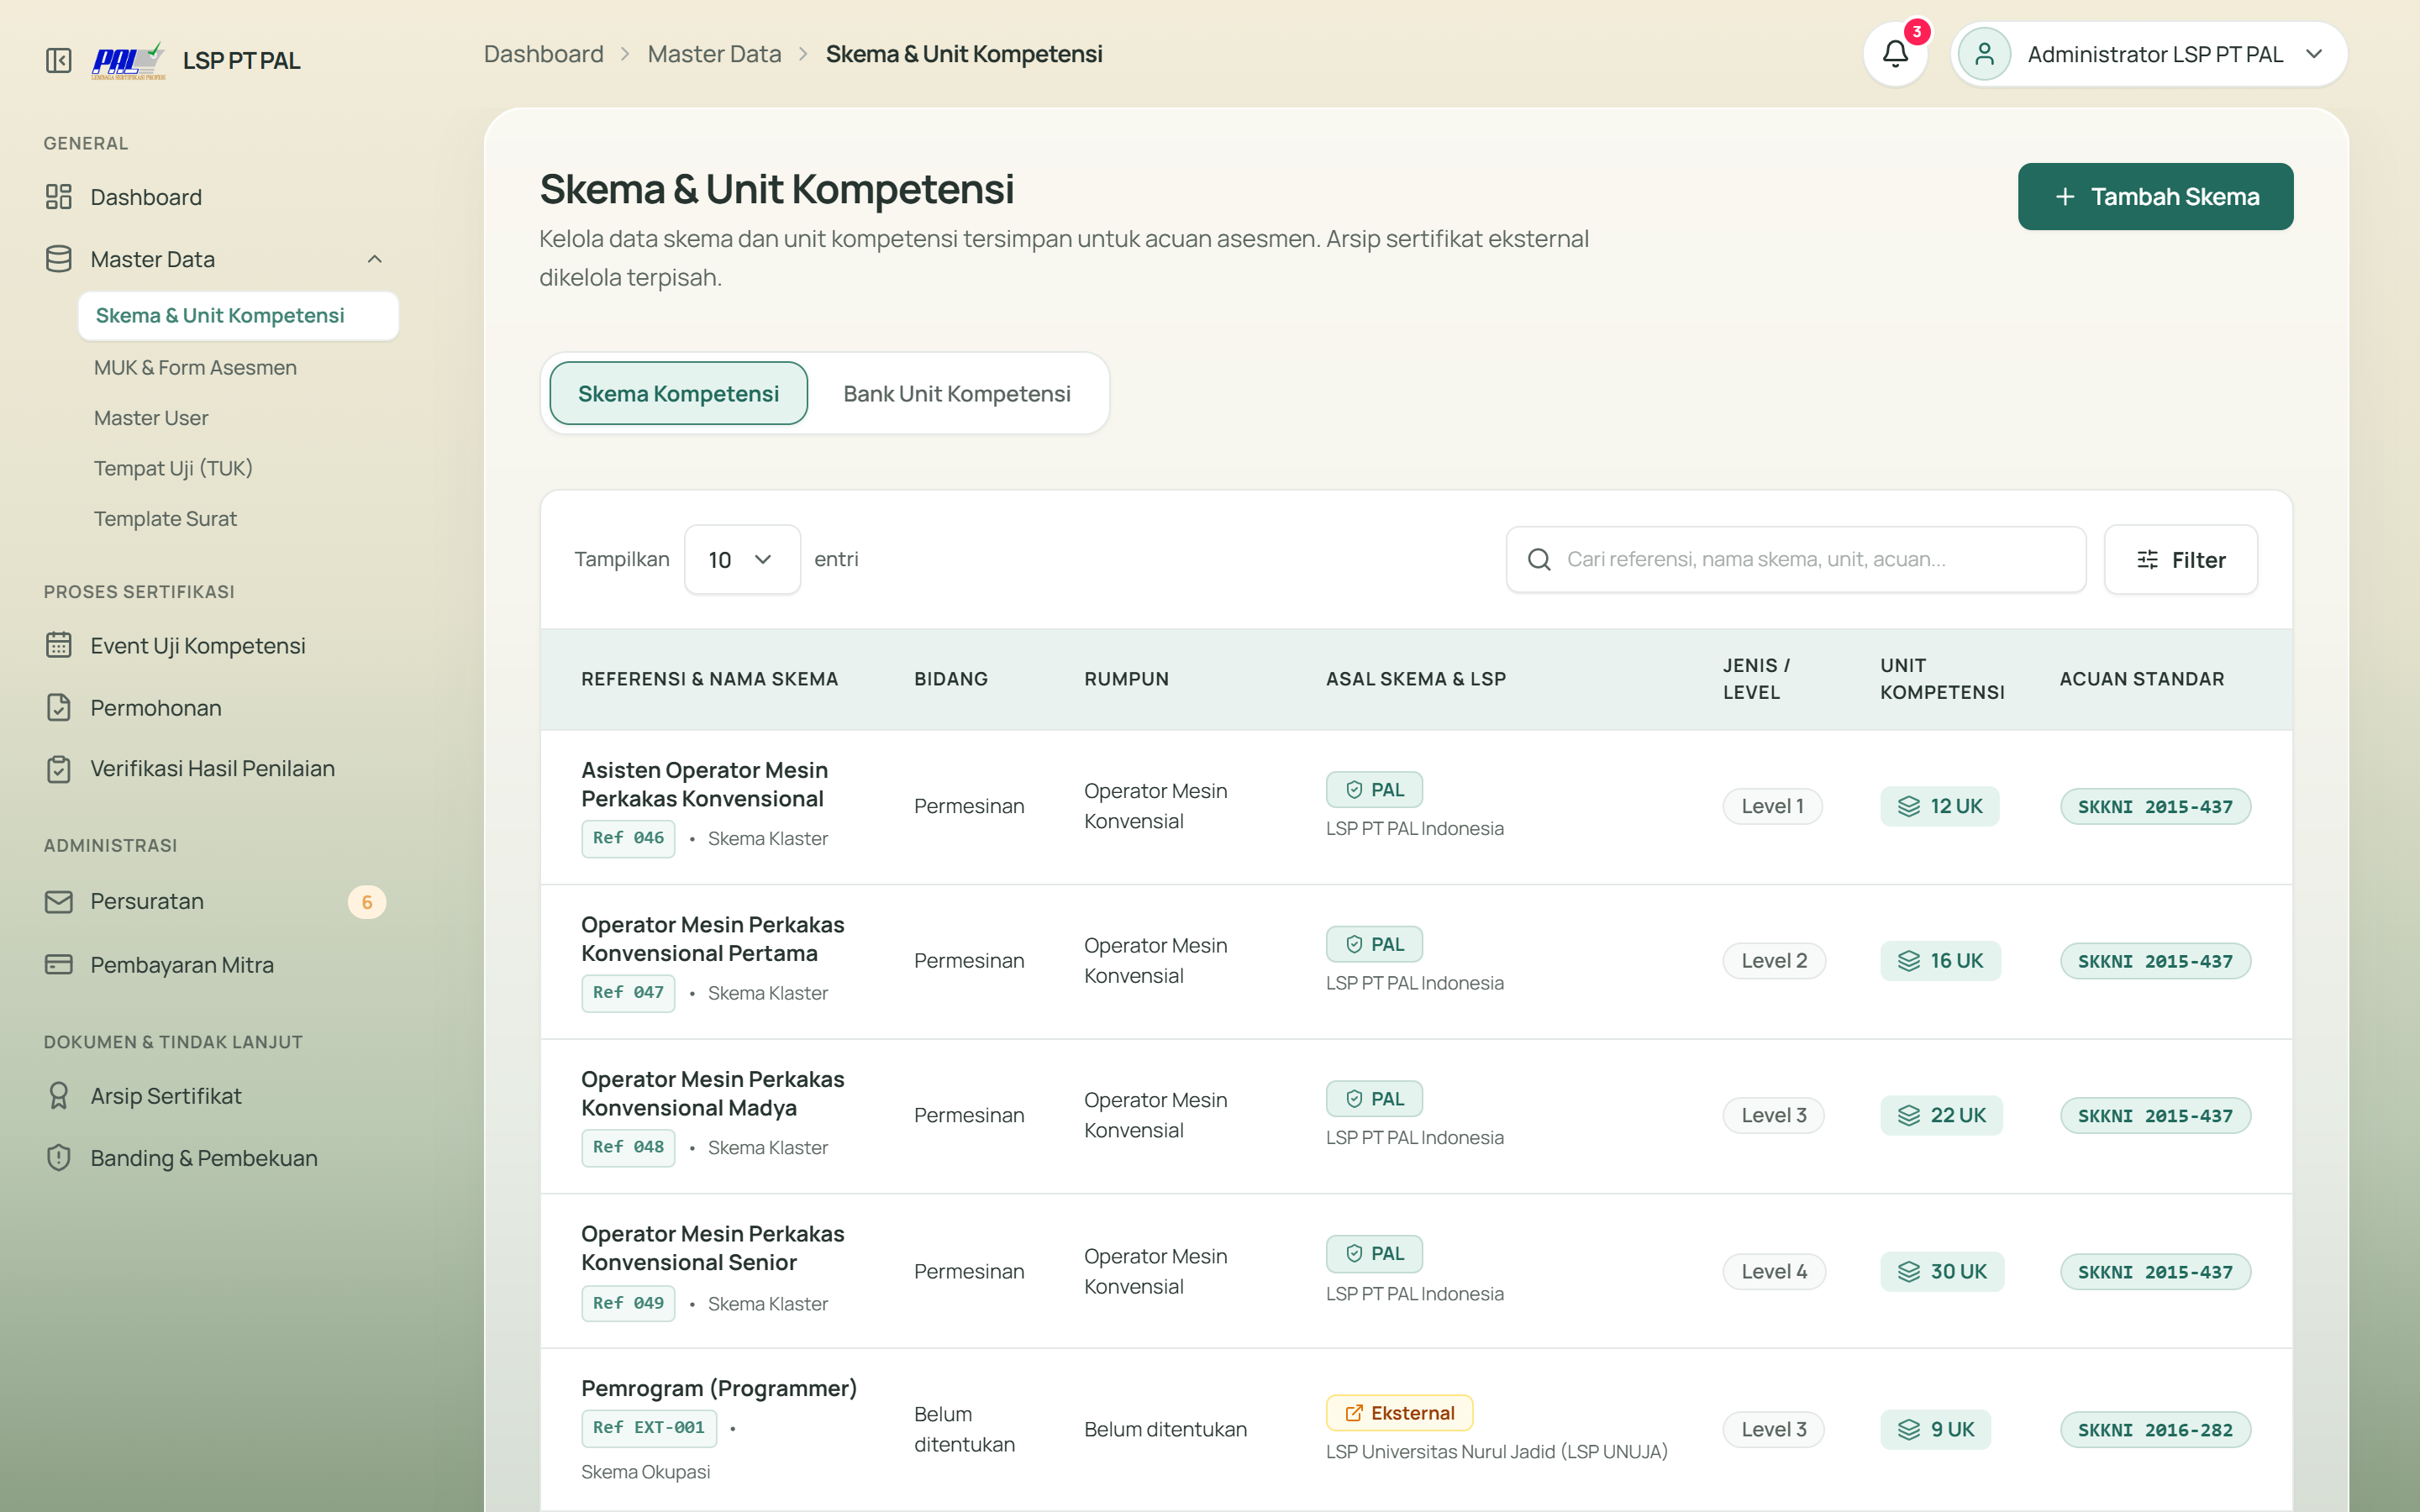 PAL
LEMBAGA SERTIFIKASI PROFESI
LSP PT PAL
GENERAL
Dashboard
Master Data
Skema & Unit Kompetensi
MUK & Form Asesmen
Master User
Tempat Uji (TUK)
Template Surat
PROSES SERTIFIKASI
Event Uji Kompetensi
Permohonan
Verifikasi Hasil Penilaian
ADMINISTRASI
Persuratan 6
Pembayaran Mitra
DOKUMEN & TINDAK LANJUT
Arsip Sertifikat
Banding & Pembekuan
Dashboard > Master Data > Skema & Unit Kompetensi
3
Administrator LSP PT PAL
Skema & Unit Kompetensi
Kelola data skema dan unit kompetensi tersimpan untuk acuan asesmen. Arsip sertifikat eksternal
dikelola terpisah.
+ Tambah Skema
Skema Kompetensi
Bank Unit Kompetensi
Tampilkan 10 entri
Cari referensi, nama skema, unit, acuan...
Filter
REFERENSI & NAMA SKEMA
BIDANG
RUMPUN
ASAL SKEMA & LSP
JENIS /
LEVEL
UNIT
KOMPETENSI
ACUAN STANDAR
Asisten Operator Mesin
Perkakas Konvensional
Ref 046 • Skema Klaster
Permesinan
Operator Mesin
Konvensial
PAL
LSP PT PAL Indonesia
Level 1
12 UK
SKKNI 2015-437
Operator Mesin Perkakas
Konvensional Pertama
Ref 047 • Skema Klaster
Permesinan
Operator Mesin
Konvensial
PAL
LSP PT PAL Indonesia
Level 2
16 UK
SKKNI 2015-437
Operator Mesin Perkakas
Konvensional Madya
Ref 048 • Skema Klaster
Permesinan
Operator Mesin
Konvensial
PAL
LSP PT PAL Indonesia
Level 3
22 UK
SKKNI 2015-437
Operator Mesin Perkakas
Konvensional Senior
Ref 049 • Skema Klaster
Permesinan
Operator Mesin
Konvensial
PAL
LSP PT PAL Indonesia
Level 4
30 UK
SKKNI 2015-437
Pemrogram (Programmer)
Ref EXT-001 •
Skema Okupasi
Belum
ditentukan
Belum ditentukan
Eksternal
LSP Universitas Nurul Jadid (LSP UNUJA)
Level 3
9 UK
SKKNI 2016-282